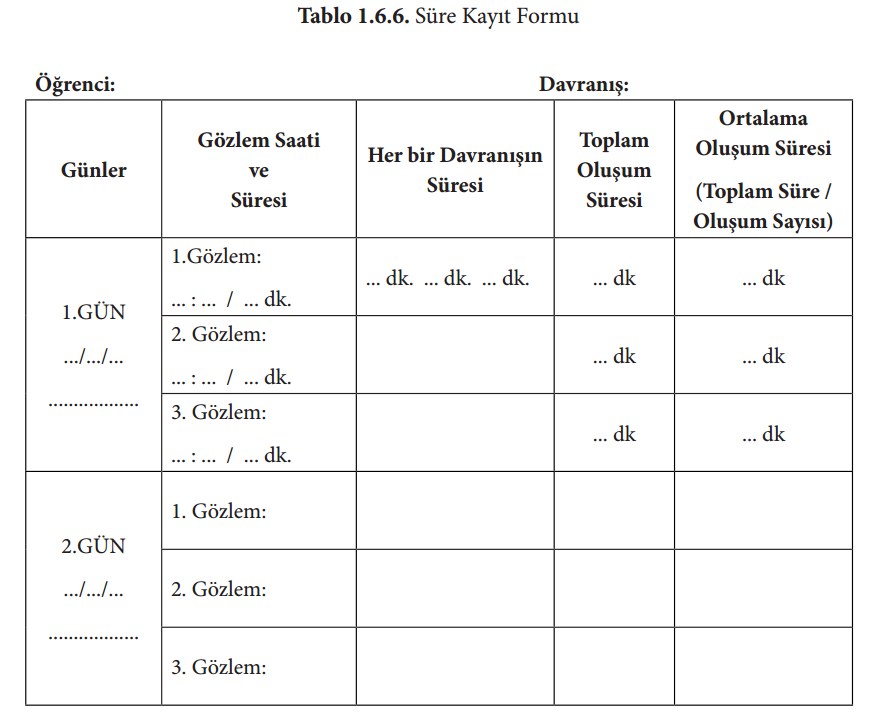 Tablo 1.6.6. Süre Kayıt Formu
Öğrenci: Davranış:
Günler
Gözlem Saati
ve
Süresi
Her bir Davranışın
Süresi
Toplam
Oluşum
Süresi
Ortalama
Oluşum Süresi
(Toplam Süre /
Oluşum Sayısı)
1.GÜN
.../.../...
..................
1.Gözlem:
... : ... / ... dk.
... dk. ... dk. ... dk.
... dk
... dk
2. Gözlem:
... : ... / ... dk.
... dk
... dk
3. Gözlem:
... : ... / ... dk.
... dk
... dk
2.GÜN
.../.../...
..................
1. Gözlem:
2. Gözlem:
3. Gözlem: